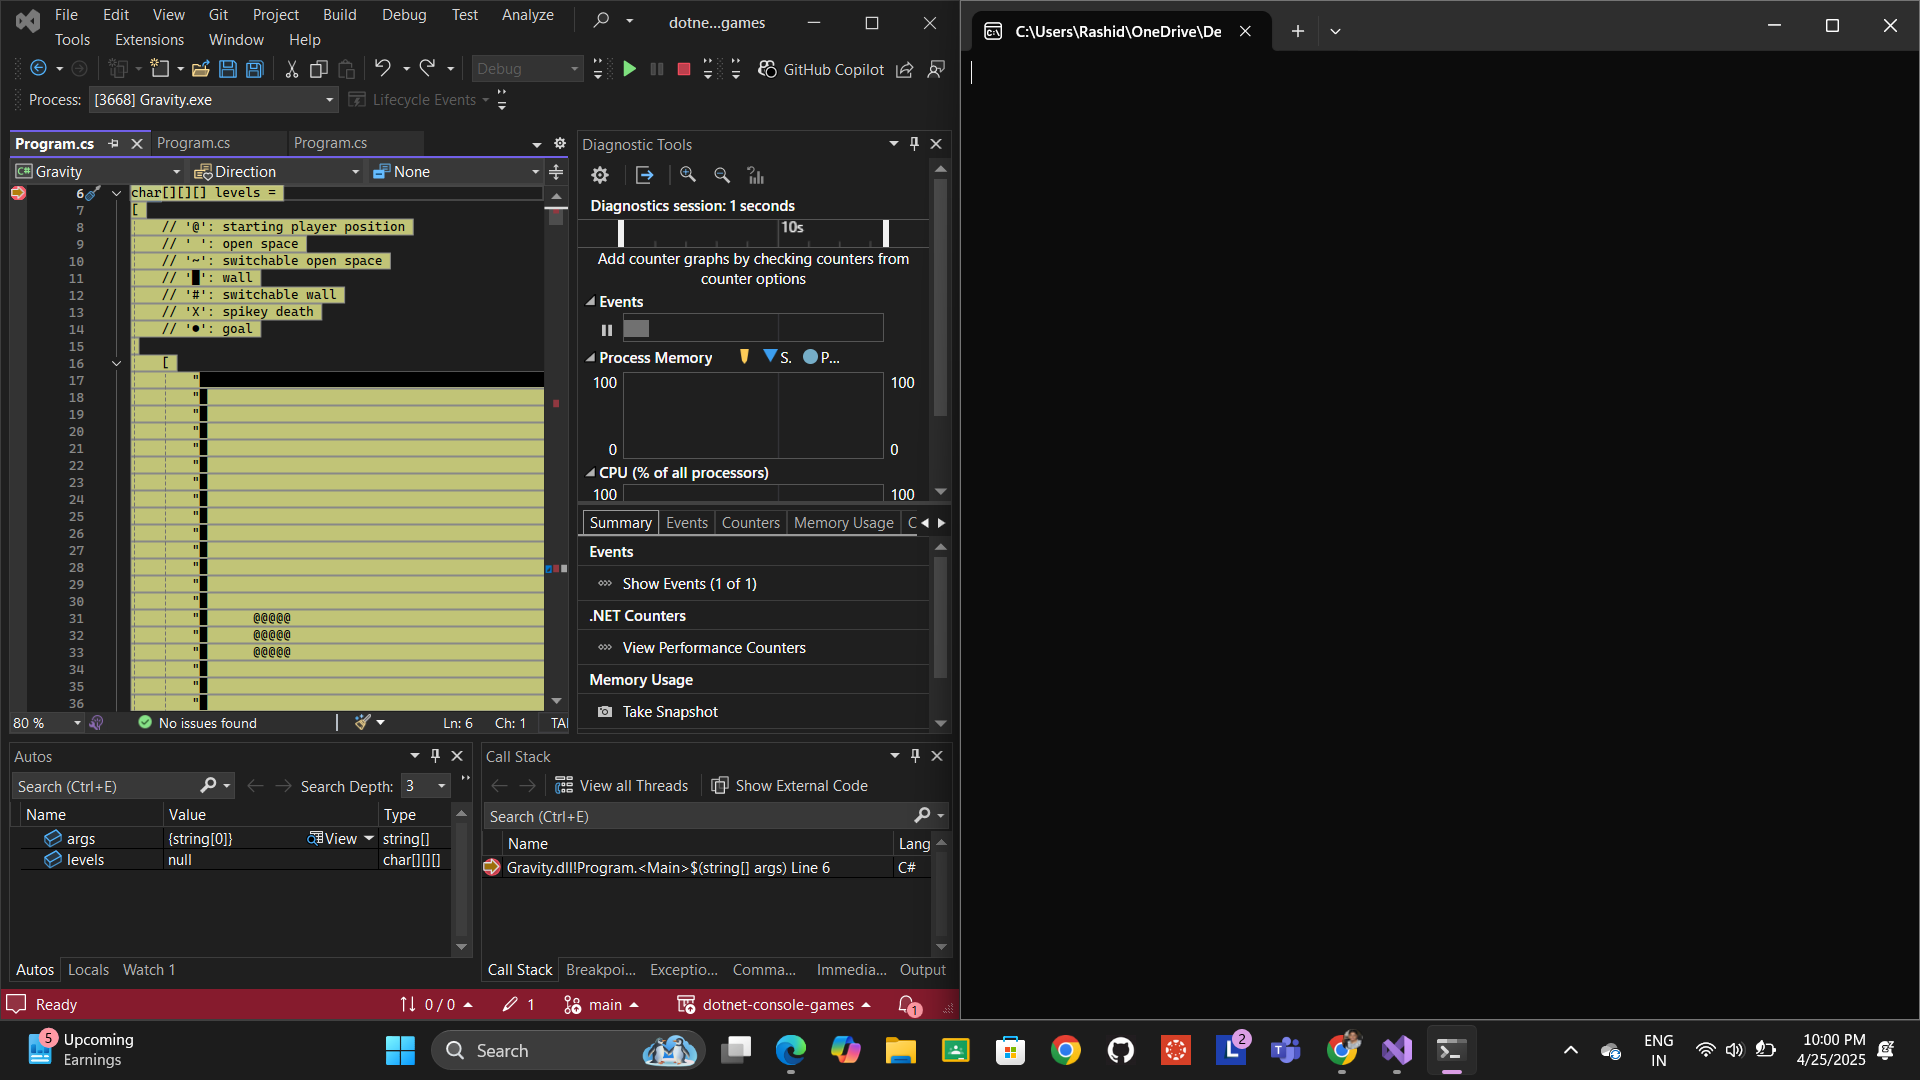 File Edit View Git Project Build Debug Test Analyze
dotne...games
Tools Extensions Window Help
Debug
GitHub Copilot
Process: [3668] Gravity.exe
Lifecycle Events
Program.cs
Program.cs
Program.cs
Gravity
Direction
None
6 char[][][] levels =
7 [
8 // '@': starting player position
9 // ' ': open space
10 // '~': switchable open space
11 // '█': wall
12 // '#': switchable wall
13 // 'X': spikey death
14 // '●': goal
15
16 [
17 "
18 "
19 "
20 "
21 "
22 "
23 "
24 "
25 "
26 "
27 "
28 "
29 "
30 "
31 " @@@@@
32 " @@@@@
33 " @@@@@
34 "
35 "
36 "
80 %
No issues found
Ln: 6 Ch: 1 TAI
Diagnostic Tools
Diagnostics session: 1 seconds
10s
Add counter graphs by checking counters from
counter options
Events
Process Memory S. P...
100 100
0 0
CPU (% of all processors)
100 100
Summary Events Counters Memory Usage C
Events
Show Events (1 of 1)
.NET Counters
View Performance Counters
Memory Usage
Take Snapshot
Autos
Search (Ctrl+E)
Search Depth: 3
Name Value Type
args {string[0]} View string[]
levels null char[][][]
Autos Locals Watch 1
Call Stack
View all Threads Show External Code
Search (Ctrl+E)
Name Lang
Gravity.dll!Program.<Main>$(string[] args) Line 6 C#
Call Stack Breakpoi... Exceptio... Comma... Immedia... Output
Ready
0 / 0
1
main
dotnet-console-games
1
C:\Users\Rashid\OneDrive\De
5
Upcoming
Earnings
Search
2
ENG
IN
10:00 PM
4/25/2025